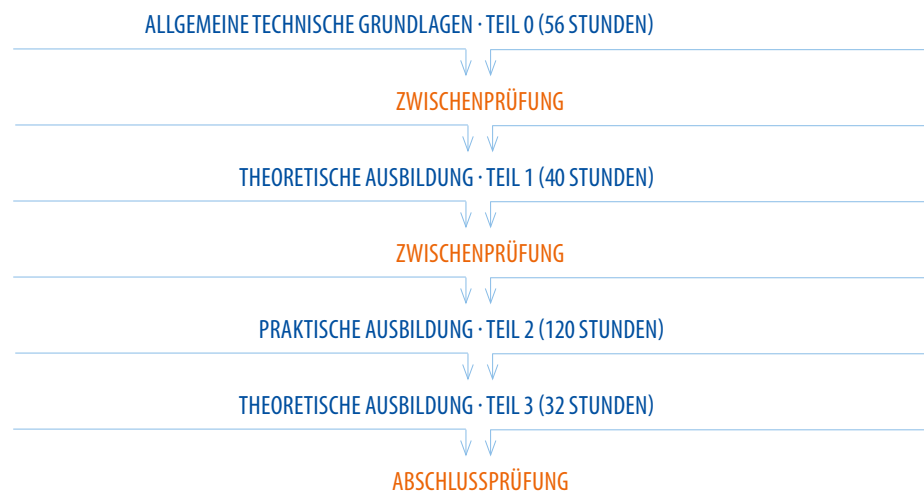 ALLGEMEINE TECHNISCHE GRUNDLAGEN · TEIL 0 (56 STUNDEN)
ZWISCHENPRÜFUNG
THEORETISCHE AUSBILDUNG · TEIL 1 (40 STUNDEN)
ZWISCHENPRÜFUNG
PRAKTISCHE AUSBILDUNG · TEIL 2 (120 STUNDEN)
THEORETISCHE AUSBILDUNG · TEIL 3 (32 STUNDEN)
ABSCHLUSSPRÜFUNG